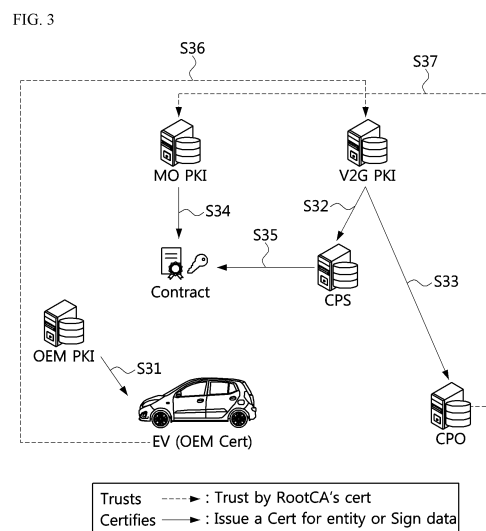 FIG. 3
S36
S37
MO PKI
V2G PKI
S34
S32
S35
S33
Contract
CPS
OEM PKI
S31
EV (OEM Cert)
CPO
Trusts : Trust by RootCA's cert
Certifies : Issue a Cert for entity or Sign data